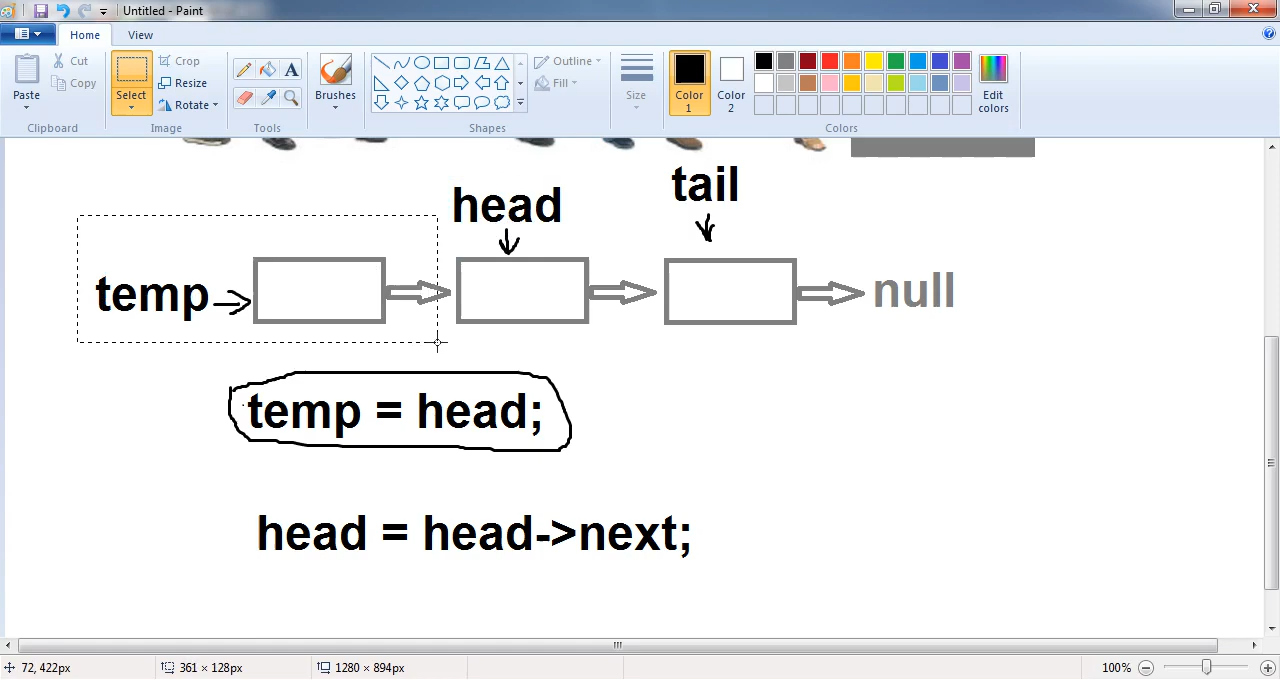 Untitled - Paint
Home View
Paste
Cut
Copy
Clipboard
Select
Crop
Resize
Rotate
Image
A
Tools
Brushes
Shapes
Outline
Fill
Size
Color 1
Color 2
Edit colors
Colors
head
tail
temp
null
temp = head;
head = head->next;
72, 422px
361 × 128px
1280 × 894px
100%